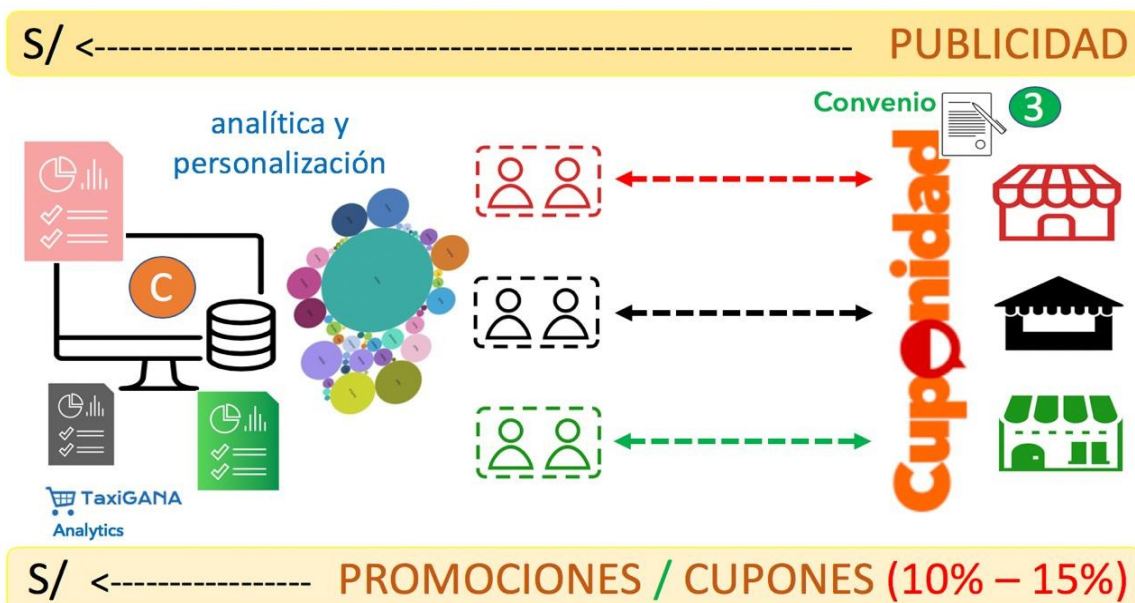 S/ <---------------------------------------------------------------- PUBLICIDAD
Convenio 3
analítica y
personalización
C
Cuponidad
TaxiGANA
Analytics
S/ <----------------- PROMOCIONES / CUPONES (10% – 15%)